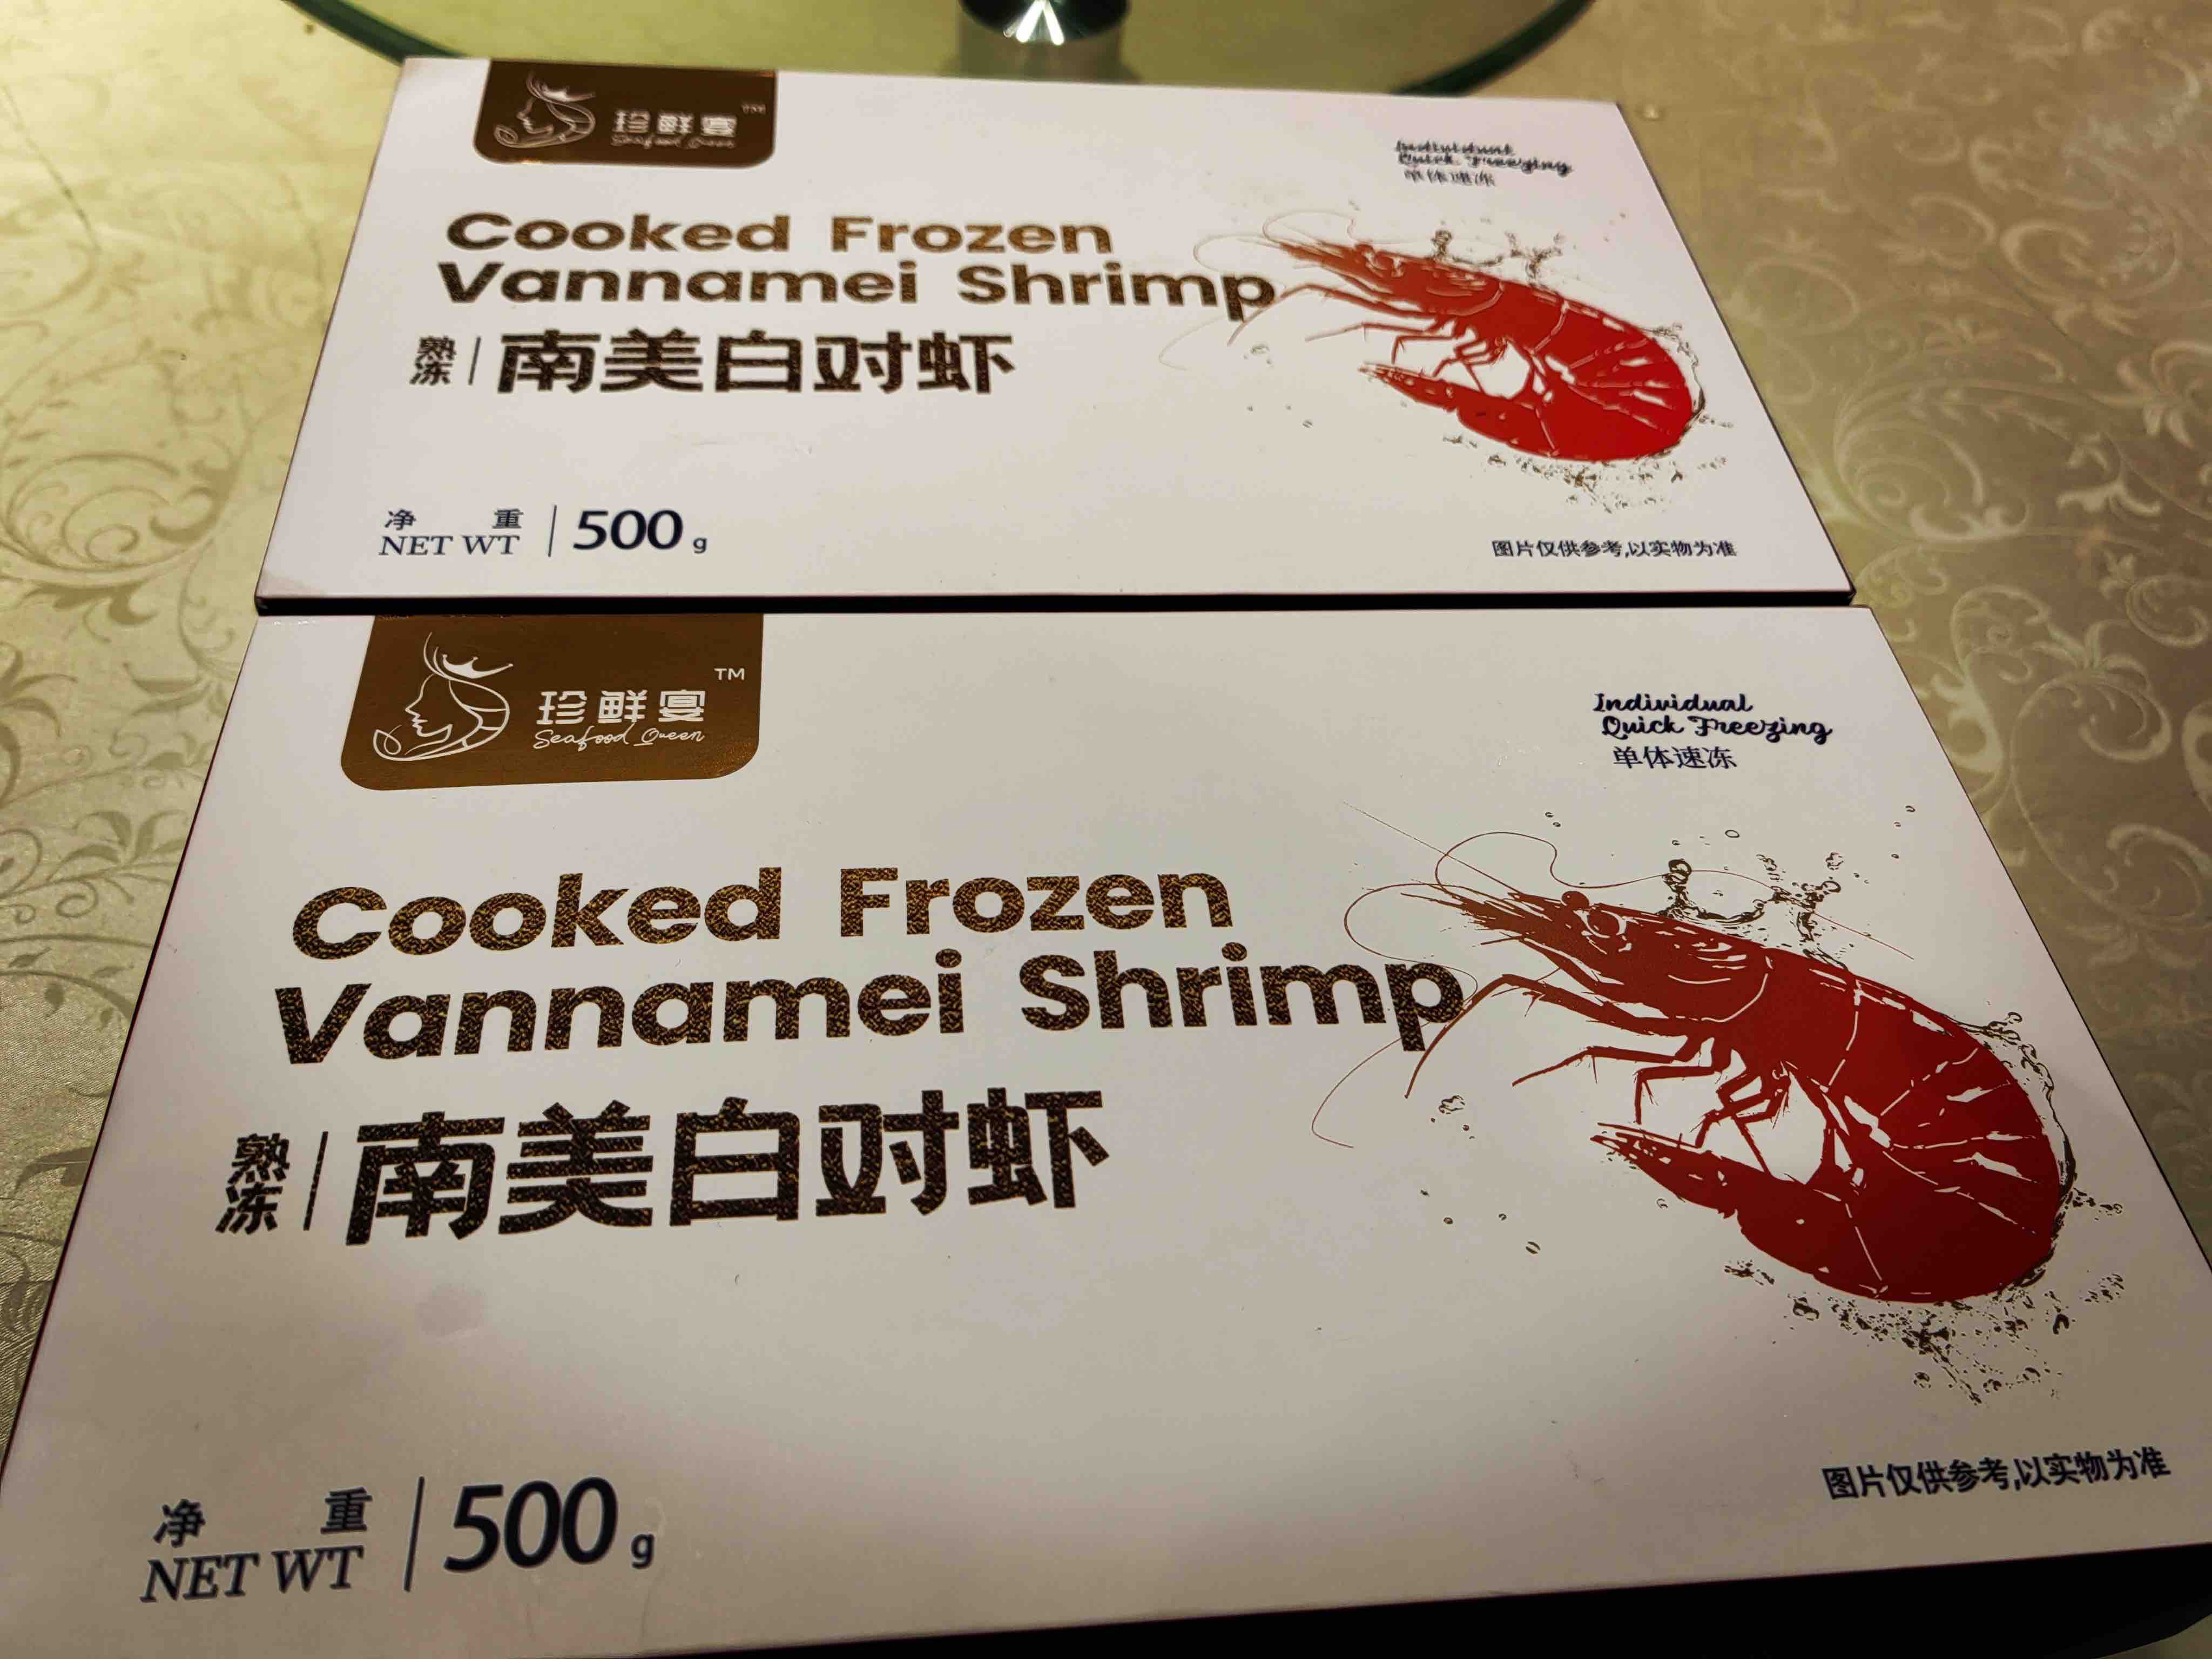 珍鲜宴 TM
Seafood Queen
Individual
Quick Freezing
单体速冻
Cooked Frozen
Vannamei Shrimp
熟冻 | 南美白对虾
净重
NET WT | 500 g
图片仅供参考,以实物为准
珍鲜宴 TM
Seafood Queen
Individual
Quick Freezing
单体速冻
Cooked Frozen
Vannamei Shrimp
熟冻 | 南美白对虾
净重
NET WT | 500 g
图片仅供参考,以实物为准